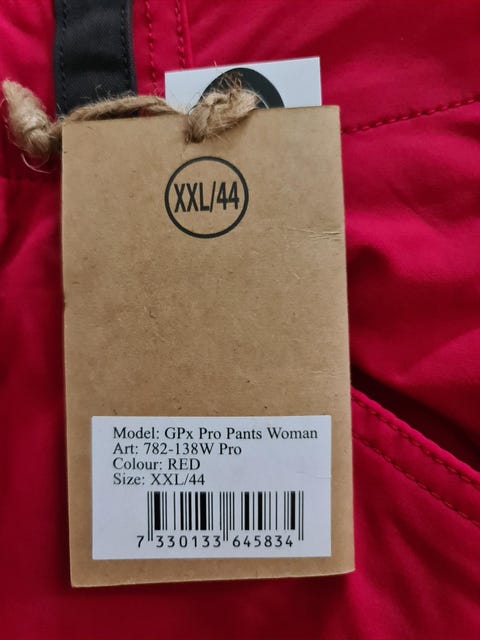 XXL/44
Model: GPx Pro Pants Woman
Art: 782-138W Pro
Colour: RED
Size: XXL/44
7 330133 645834